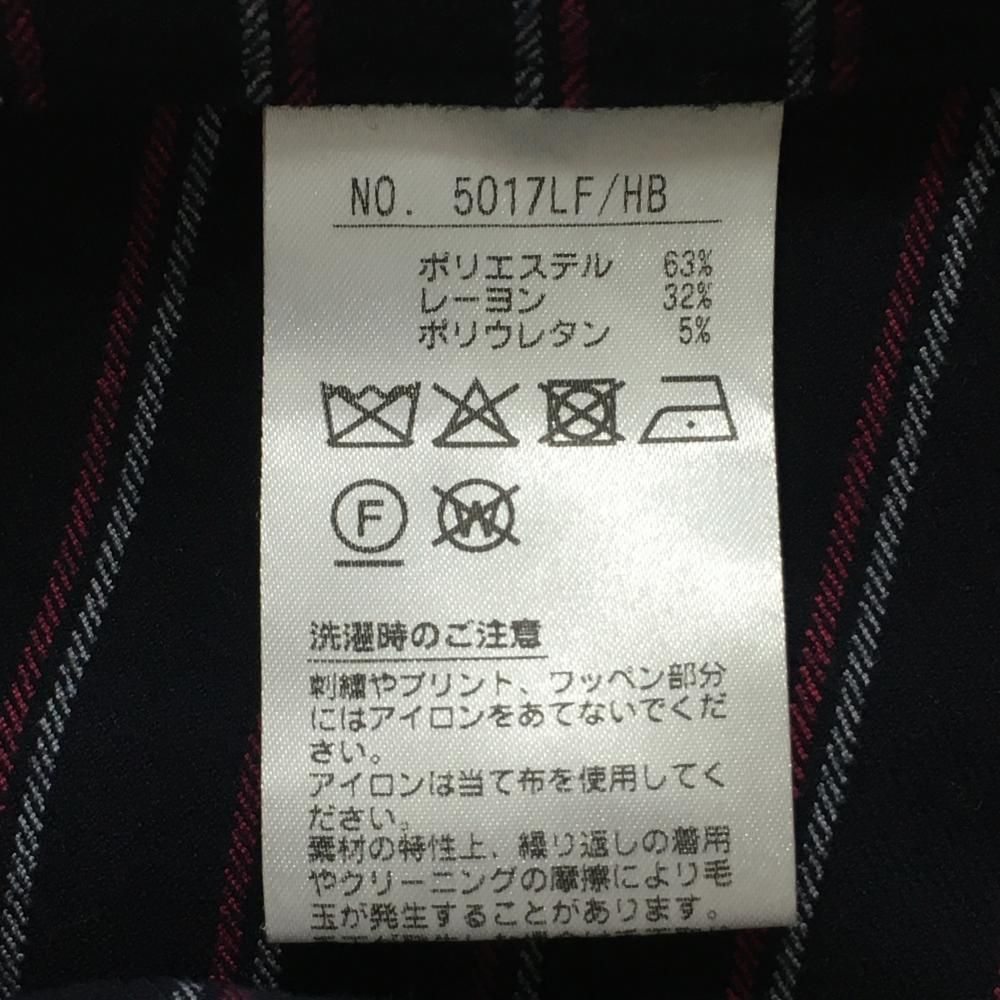 NO. 5017LF/HB
ポリエステル 63%
レーヨン 32%
ポリウレタン 5%
F W
洗濯時のご注意
刺繍やプリント、ワッペン部分
にはアイロンをあてないでくだ
さい。
アイロンは当て布を使用してく
ださい。
素材の特性上、繰り返しの着用
やクリーニングの摩擦により毛
玉が発生することがあります。